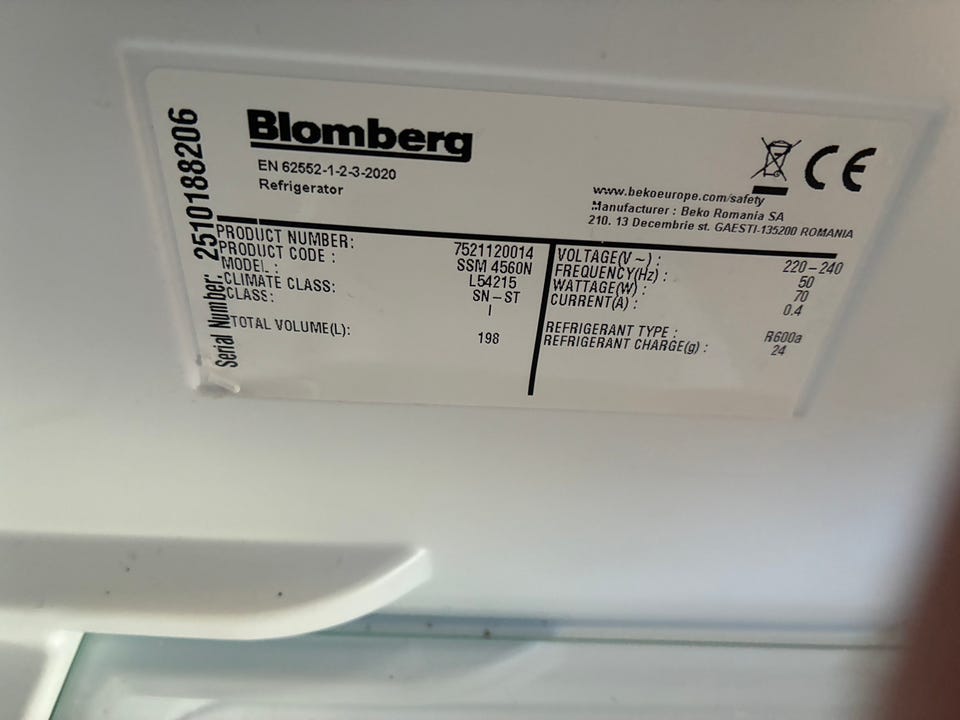 Blomberg
EN 62552-1-2-3-2020
Refrigerator
CE
www.bekoeurope.com/safety
Manufacturer : Beko Romania SA
210. 13 Decembrie st. GAESTI-135200 ROMANIA
Serial Number: 2510188206
PRODUCT NUMBER: 7521120014
PRODUCT CODE : SSM 4560N
MODEL : L54215
CLIMATE CLASS: SN-ST
CLASS: I
TOTAL VOLUME(L): 198
VOLTAGE(V ~) : 220-240
FREQUENCY(Hz) : 50
WATTAGE(W) : 70
CURRENT(A) : 0.4
REFRIGERANT TYPE : R600a
REFRIGERANT CHARGE(g) : 24